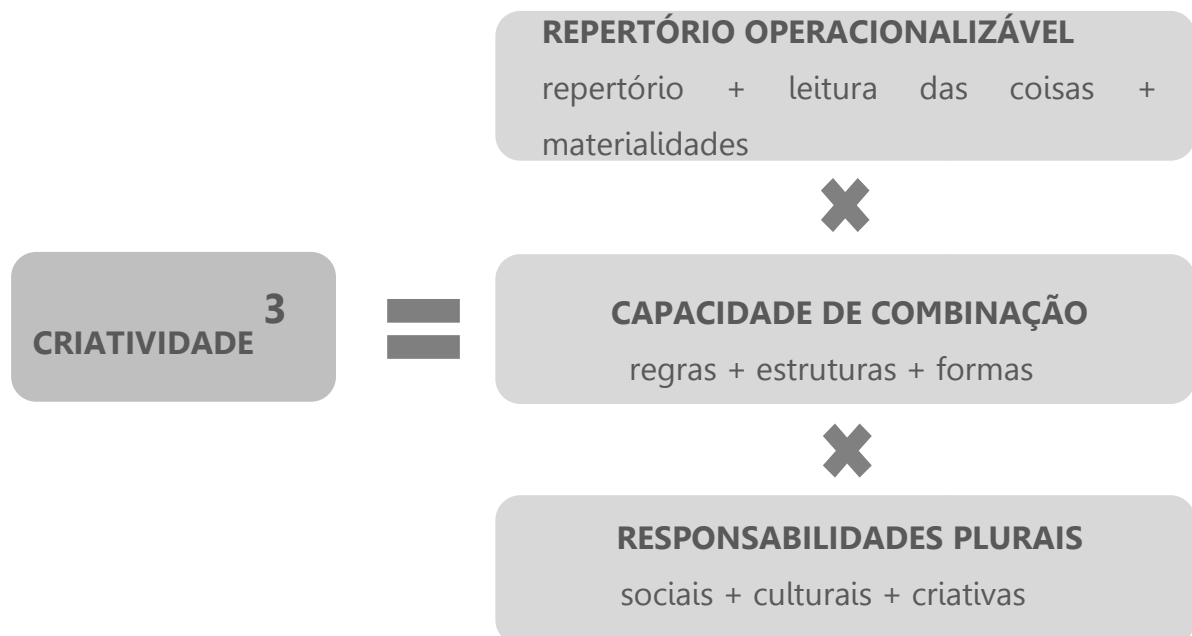 REPERTÓRIO OPERACIONALIZÁVEL
repertório + leitura das coisas +
materialidades
CRIATIVIDADE 3
CAPACIDADE DE COMBINAÇÃO
regras + estruturas + formas
RESPONSABILIDADES PLURAIS
sociais + culturais + criativas